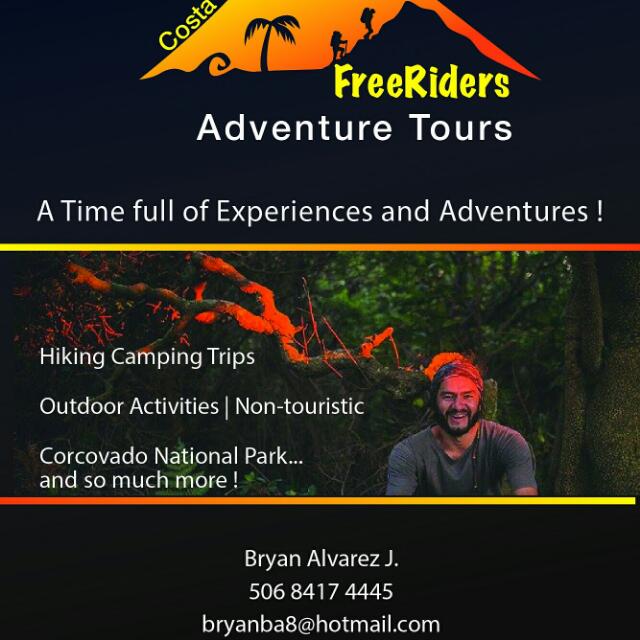 Costa
FreeRiders
Adventure Tours
A Time full of Experiences and Adventures !
Hiking Camping Trips
Outdoor Activities | Non-touristic
Corcovado National Park...
and so much more !
Bryan Alvarez J.
506 8417 4445
bryanba8@hotmail.com